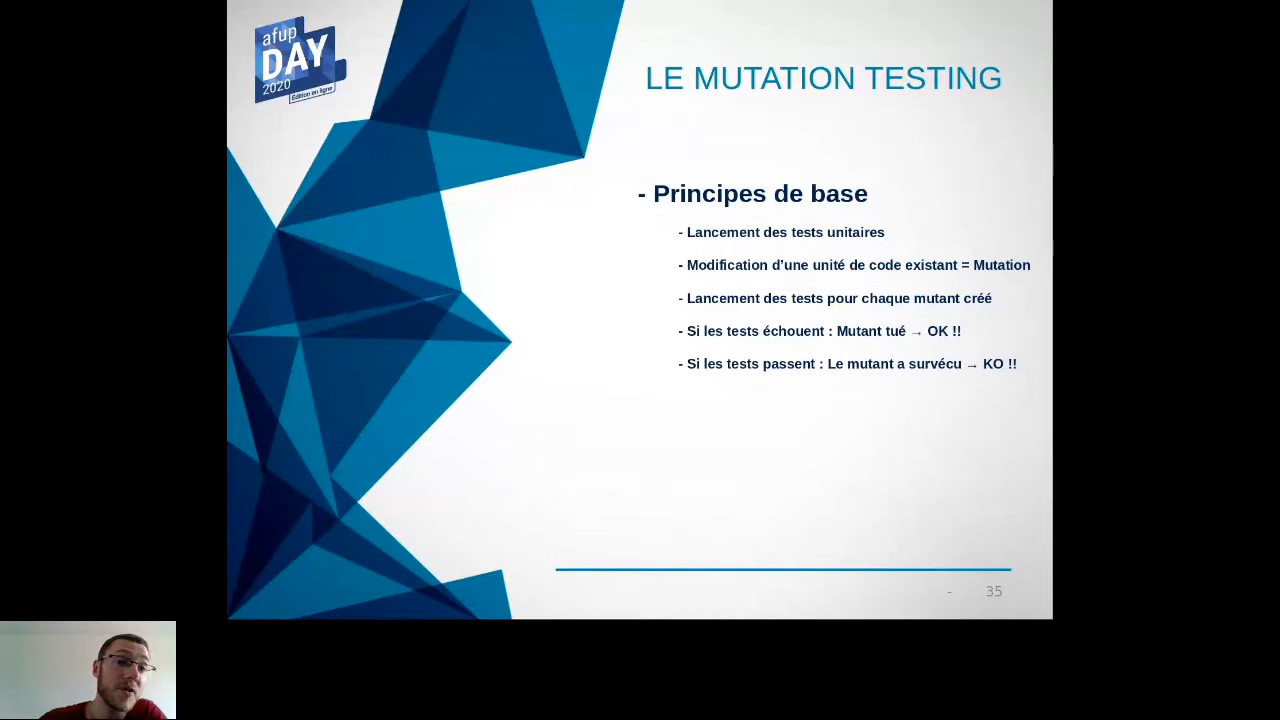 afup
DAY
2020
Édition en ligne
LE MUTATION TESTING
- Principes de base
- Lancement des tests unitaires
- Modification d’une unité de code existant = Mutation
- Lancement des tests pour chaque mutant créé
- Si les tests échouent : Mutant tué → OK !!
- Si les tests passent : Le mutant a survécu → KO !!
- 35